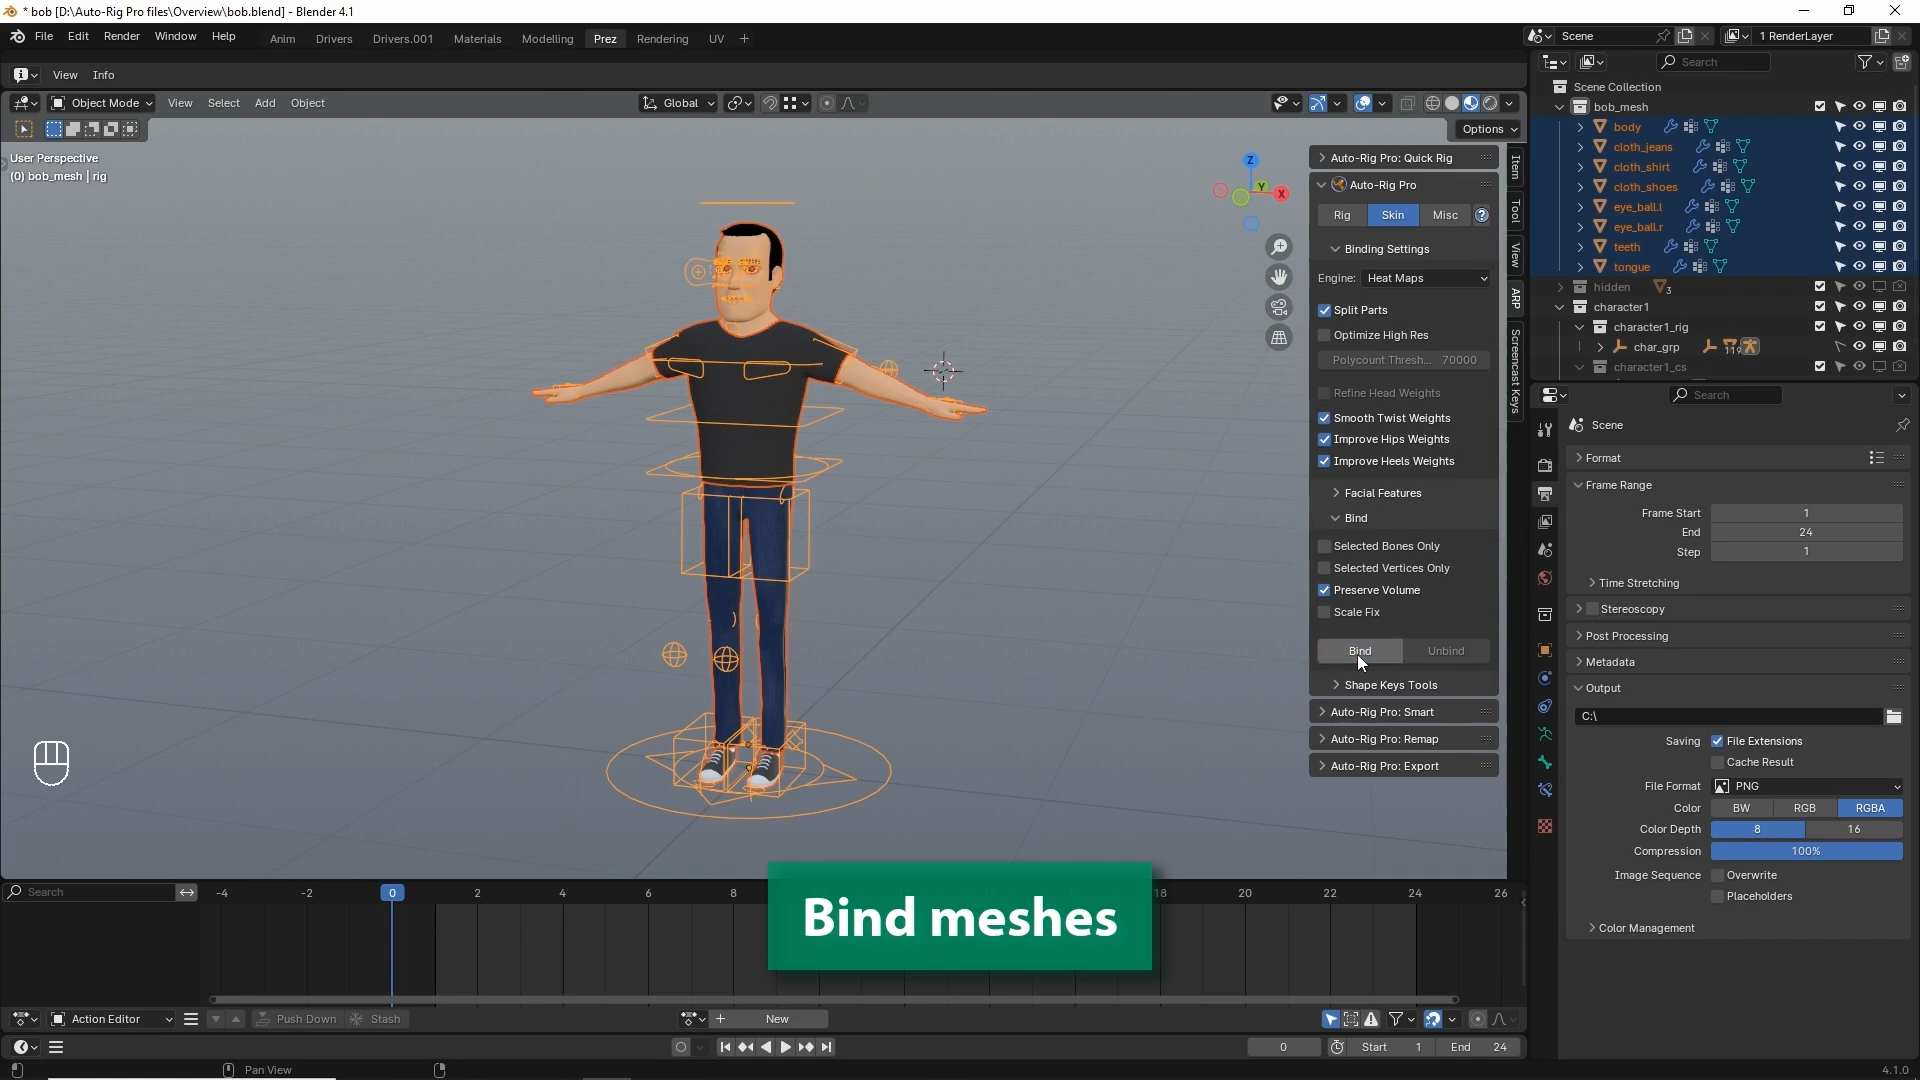 * bob [D:\Auto-Rig Pro files\Overview\bob.blend] - Blender 4.1
File Edit Render Window Help Anim Drivers Drivers.001 Materials Modelling Prez Rendering UV + Scene 1 RenderLayer
View Info
Search
Object Mode View Select Add Object Global
Options
User Perspective
(0) bob_mesh | rig
Z
Y
X
Auto-Rig Pro: Quick Rig
Auto-Rig Pro
Rig Skin Misc ?
Binding Settings
Engine: Heat Maps
Split Parts
Optimize High Res
Polycount Thresh... 70000
Refine Head Weights
Smooth Twist Weights
Improve Hips Weights
Improve Heels Weights
Facial Features
Bind
Selected Bones Only
Selected Vertices Only
Preserve Volume
Scale Fix
Bind Unbind
Shape Keys Tools
Auto-Rig Pro: Smart
Auto-Rig Pro: Remap
Auto-Rig Pro: Export
Item
Tool
View
ARP
Screencast Keys
Scene Collection
bob_mesh
body
cloth_jeans
cloth_shirt
cloth_shoes
eye_ball.l
eye_ball.r
teeth
tongue
hidden 3
character1
character1_rig
char_grp 119
character1_cs
Search
Scene
Format
Frame Range
Frame Start 1
End 24
Step 1
Time Stretching
Stereoscopy
Post Processing
Metadata
Output
C:\
Saving File Extensions
Cache Result
File Format PNG
Color BW RGB RGBA
Color Depth 8 16
Compression 100%
Image Sequence Overwrite
Placeholders
Color Management
Search -4 -2 0 2 4 6 8 18 20 22 24 26
Bind meshes
Action Editor Push Down Stash + New
0 Start 1 End 24
Pan View 4.1.0